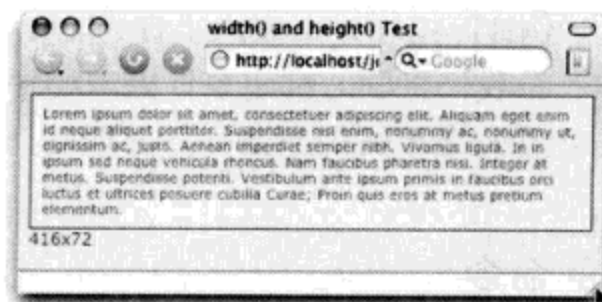 width() and height() Test
http://localhost/j
Google
Lorem ipsum dolor sit amet, consectetuer adipiscing elit. Aliquam eget enim
id neque aliquet porttitor. Suspendisse nisi enim, nonummy ac, nonummy ut,
dignissim ac, justo. Aenean imperdiet semper nibh. Vivamus ligula. In in
ipsum sed neque vehicula rhoncus. Nam faucibus pharetra nisi. Integer at
metus. Suspendisse potenti. Vestibulum ante ipsum primis in faucibus orci
luctus et ultrices posuere cubilia Curae; Proin quis eros at metus pretium
elementum.
416x72